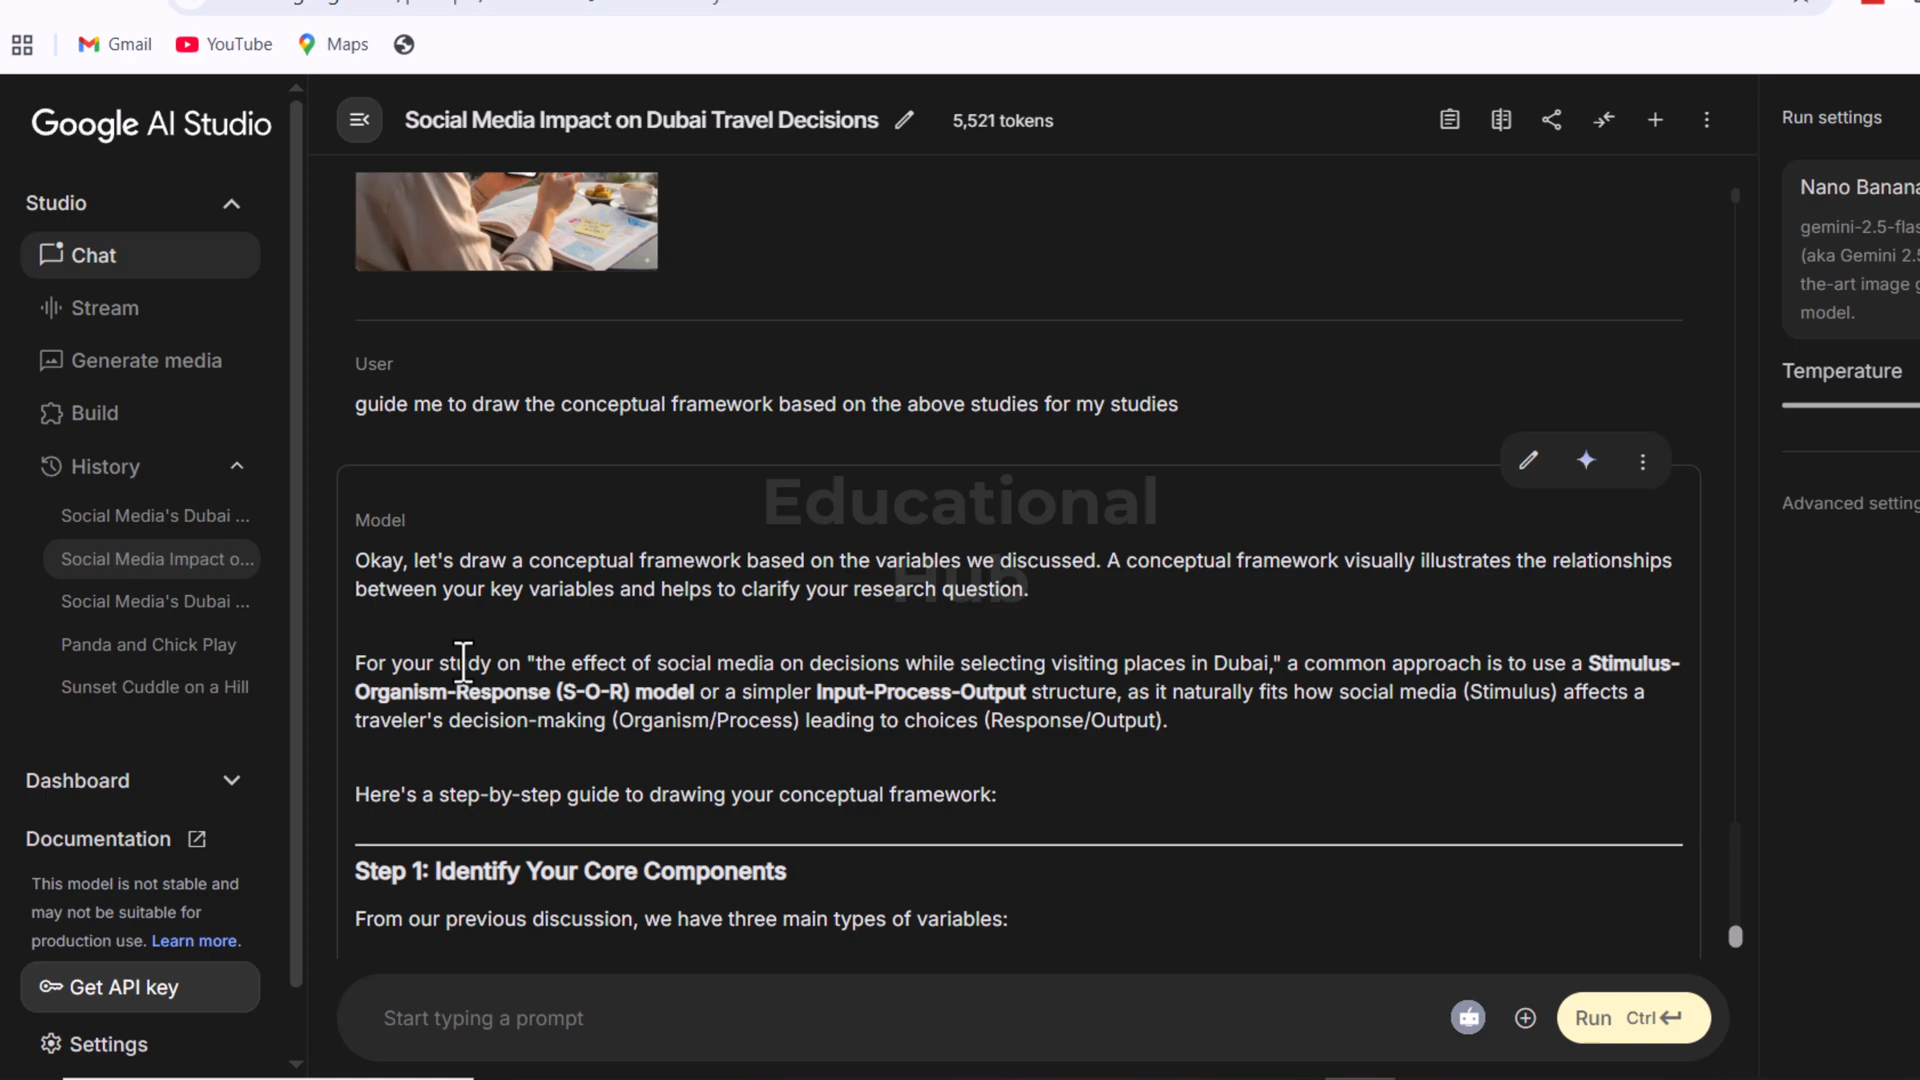 Gmail
YouTube
Maps
Google AI Studio
Studio
Chat
Stream
Generate media
Build
History
Social Media's Dubai ...
Social Media Impact o...
Social Media's Dubai ...
Panda and Chick Play
Sunset Cuddle on a Hill
Dashboard
Documentation
This model is not stable and
may not be suitable for
production use. Learn more.
Get API key
Settings
Social Media Impact on Dubai Travel Decisions
5,521 tokens
User
guide me to draw the conceptual framework based on the above studies for my studies
Educational
Hub
Model
Okay, let's draw a conceptual framework based on the variables we discussed. A conceptual framework visually illustrates the relationships
between your key variables and helps to clarify your research question.
For your study on "the effect of social media on decisions while selecting visiting places in Dubai," a common approach is to use a Stimulus-
Organism-Response (S-O-R) model or a simpler Input-Process-Output structure, as it naturally fits how social media (Stimulus) affects a
traveler's decision-making (Organism/Process) leading to choices (Response/Output).
Here's a step-by-step guide to drawing your conceptual framework:
Step 1: Identify Your Core Components
From our previous discussion, we have three main types of variables:
Start typing a prompt
Run Ctrl
Run settings
Nano Banana
gemini-2.5-flas
(aka Gemini 2.5
the-art image g
model.
Temperature
Advanced setting